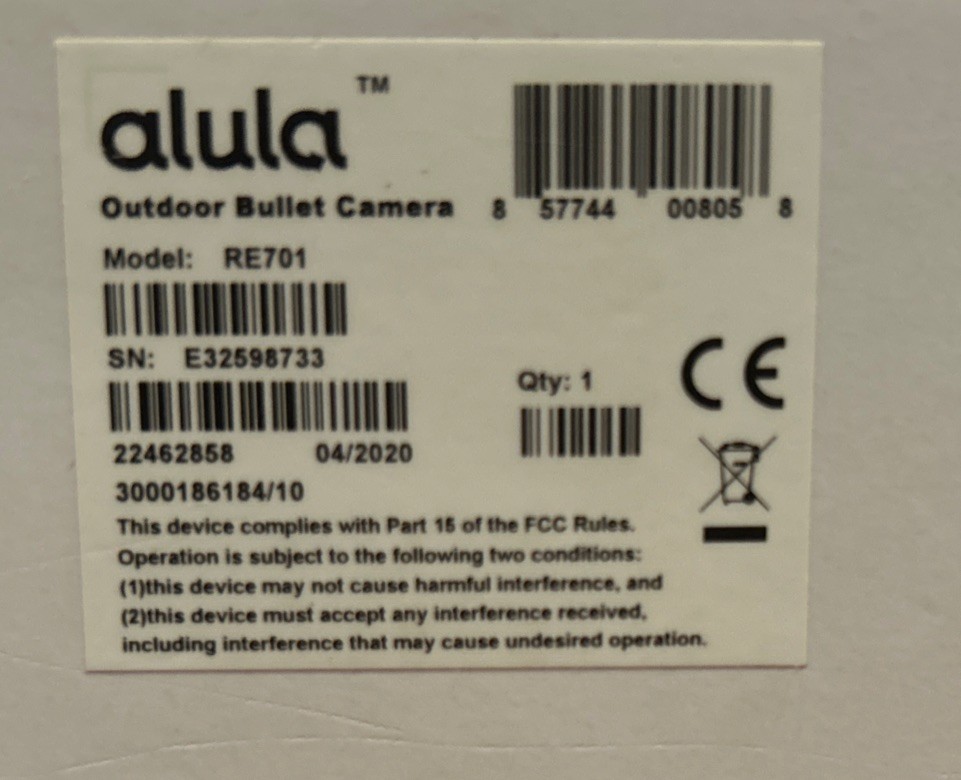 alula™
Outdoor Bullet Camera
8 57744 00805 8
Model: RE701
SN: E32598733
Qty: 1
CE
22462858 04/2020
3000186184/10
This device complies with Part 15 of the FCC Rules.
Operation is subject to the following two conditions:
(1)this device may not cause harmful interference, and
(2)this device must accept any interference received,
including interference that may cause undesired operation.